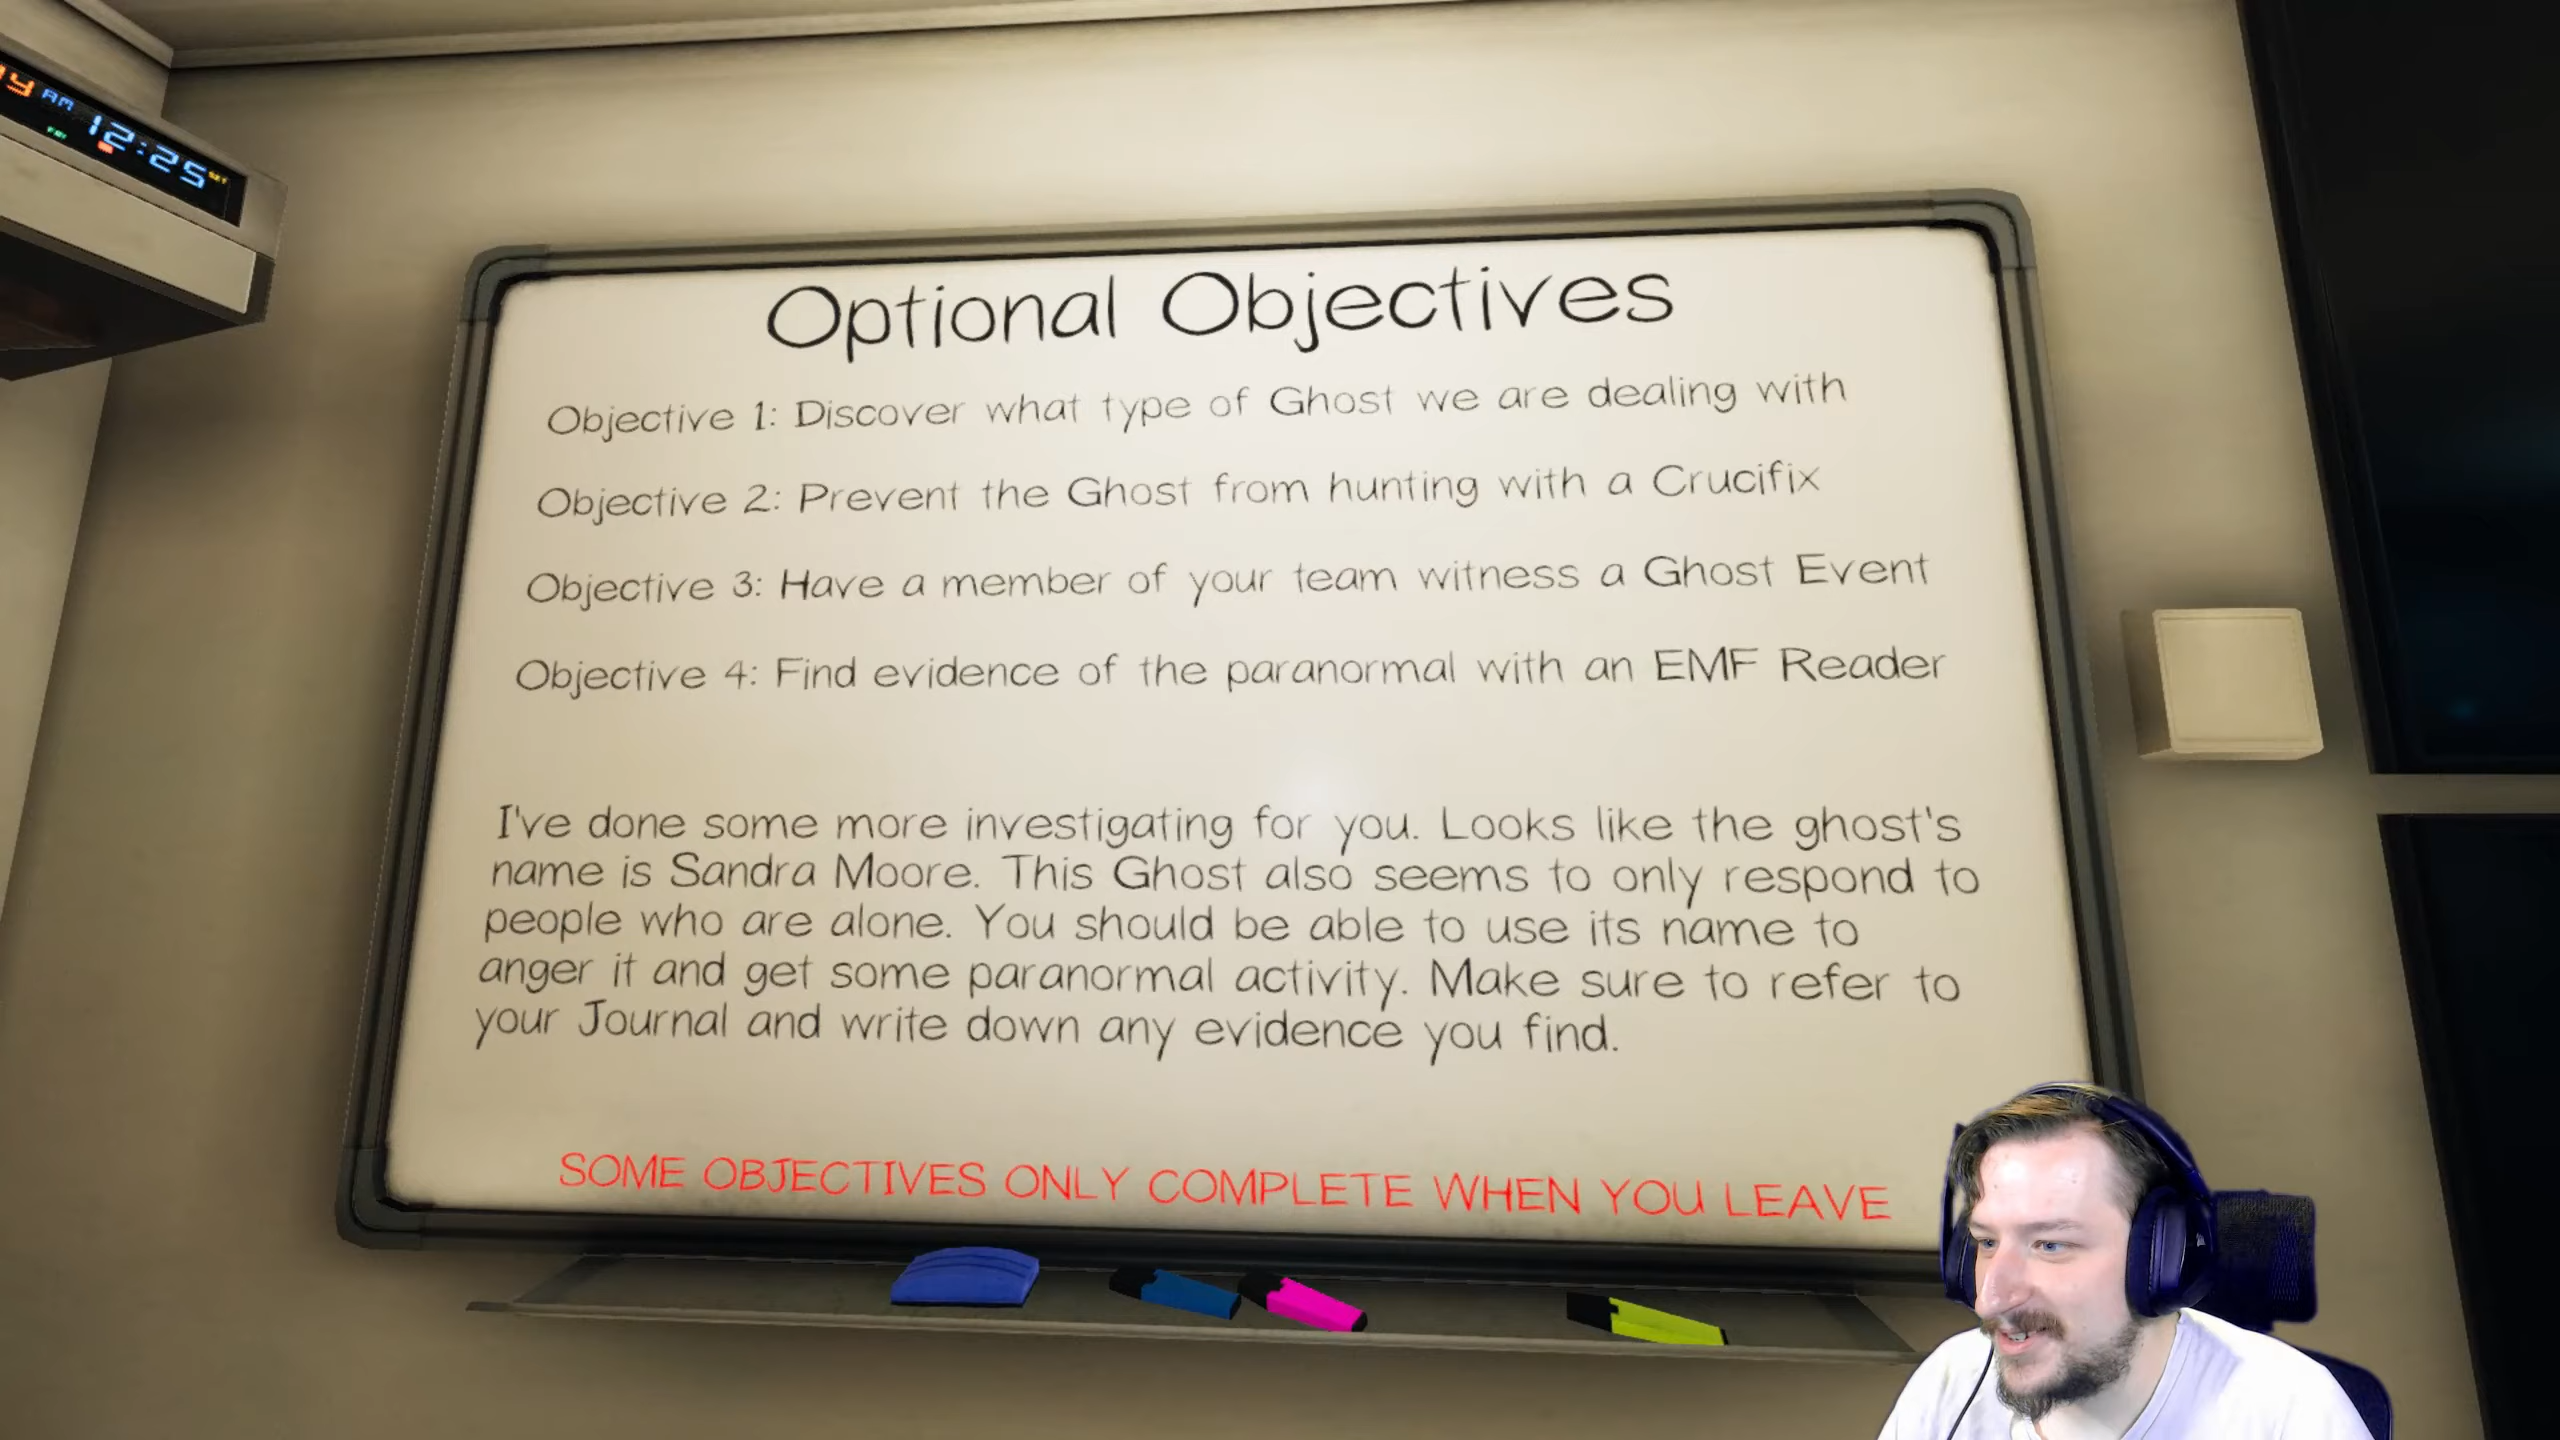 AM 12:25
Optional Objectives
Objective 1: Discover what type of Ghost we are dealing with
Objective 2: Prevent the Ghost from hunting with a Crucifix
Objective 3: Have a member of your team witness a Ghost Event
Objective 4: Find evidence of the paranormal with an EMF Reader
I've done some more investigating for you. Looks like the ghost's
name is Sandra Moore. This Ghost also seems to only respond to
people who are alone. You should be able to use its name to
anger it and get some paranormal activity. Make sure to refer to
your Journal and write down any evidence you find.
SOME OBJECTIVES ONLY COMPLETE WHEN YOU LEAVE